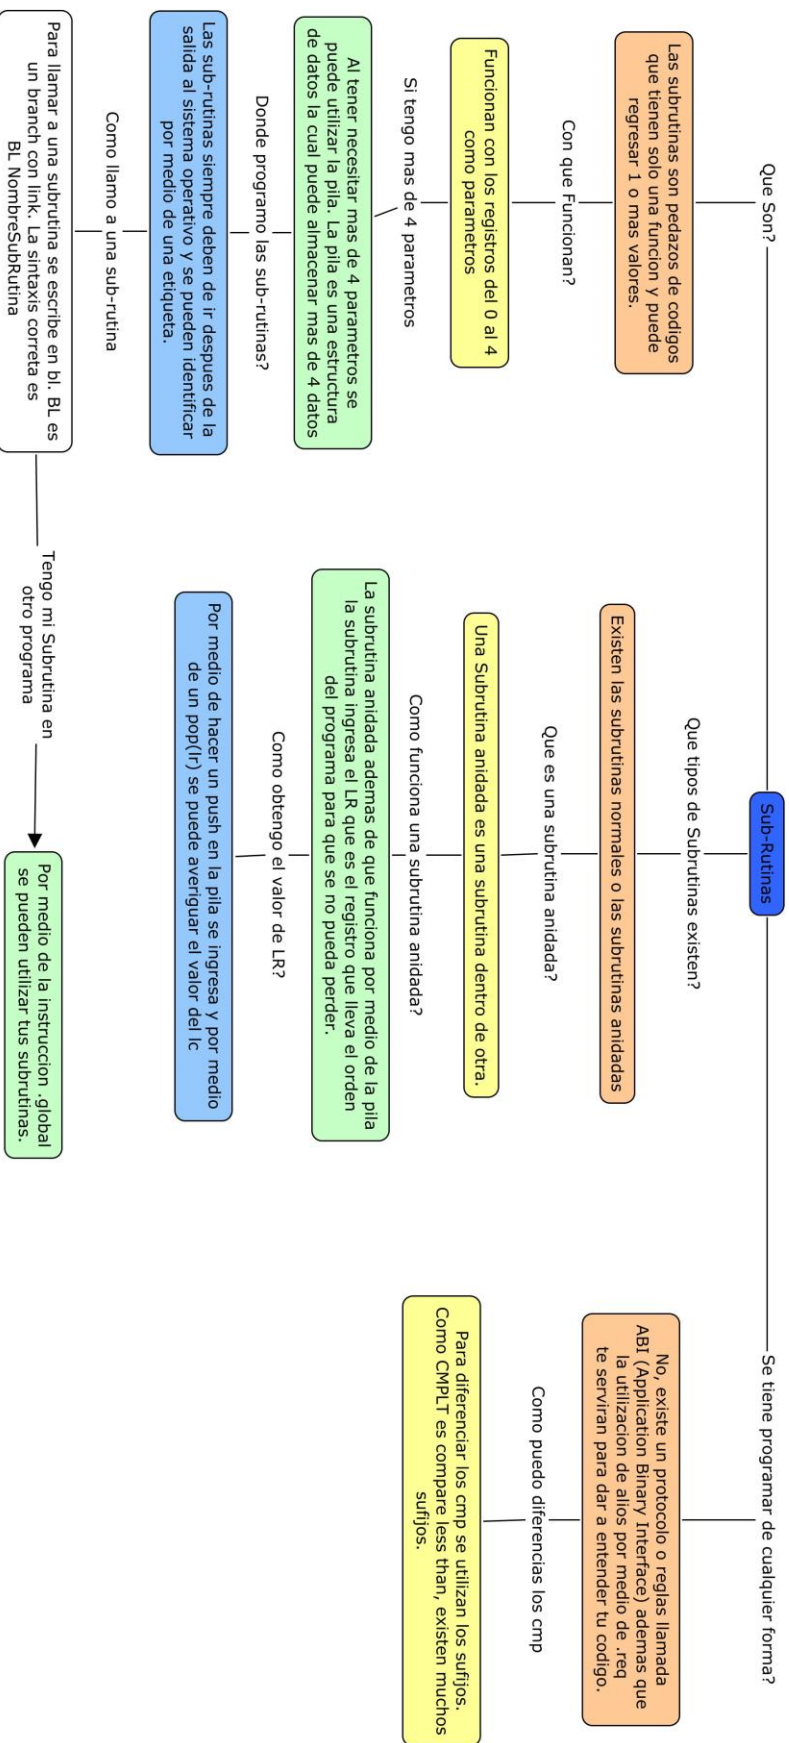 Sub-Rutinas
Que Son?
Las subrutinas son pedazos de codigos
que tienen solo una funcion y puede
regresar 1 o mas valores.
Con que Funcionan?
Funcionan con los registros del 0 al 4
como parametros
Si tengo mas de 4 parametros
Al tener necesitar mas de 4 parametros se
puede utilizar la pila. La pila es una estructura
de datos la cual puede almacenar mas de 4 datos
Donde programo las sub-rutinas?
Las sub-rutinas siempre deben de ir despues de la
salida al sistema operativo y se pueden identificar
por medio de una etiqueta.
Como llamo a una sub-rutina
Para llamar a una subrutina se escribe en bl. BL es
un branch con link. La sintaxis correta es
BL NombreSubRutina
Tengo mi Subrutina en
otro programa
Por medio de la instruccion .global
se pueden utilizar tus subrutinas.
Que tipos de Subrutinas existen?
Existen las subrutinas normales o las subrutinas anidadas
Que es una subrutina anidada?
Una Subrutina anidada es una subrutina dentro de otra.
Como funciona una subrutina anidada?
La subrutina anidada ademas de que funciona por medio de la pila
la subrutina ingresa el LR que es el registro que lleva el orden
del programa para que se no pueda perder.
Como obtengo el valor de LR?
Por medio de hacer un push en la pila se ingresa y por medio
de un pop(lr) se puede averiguar el valor del lc
Se tiene programar de cualquier forma?
No, existe un protocolo o reglas llamada
ABI (Application Binary Interface) ademas que
la utilizacion de alios por medio de .req
te serviran para dar a entender tu codigo.
Como puedo diferencias los cmp
Para diferenciar los cmp se utilizan los sufijos.
Como CMPLT es compare less than, existen muchos
sufijos.